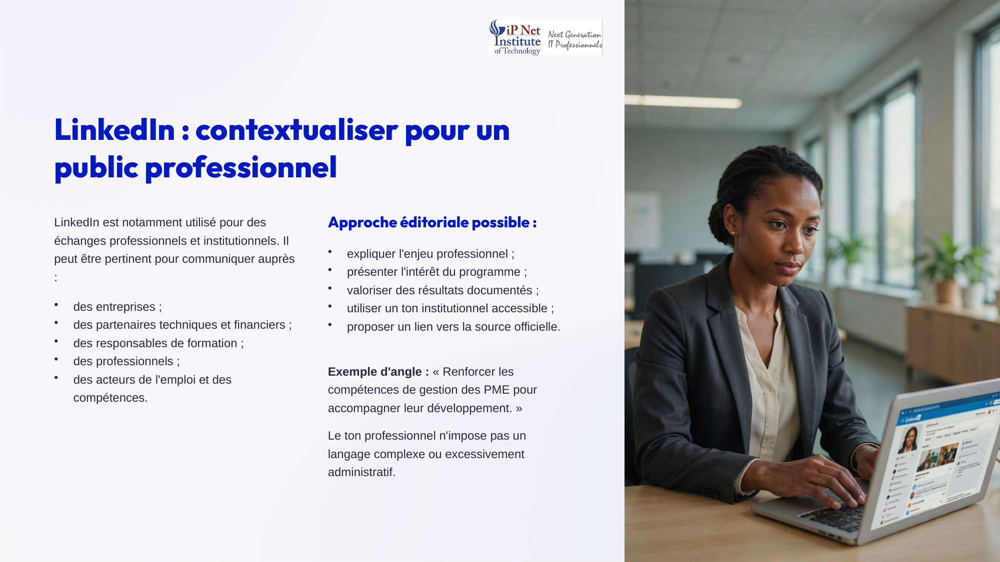 iP Net
Institute
of Technology
Next Generation
IT Professionnels
LinkedIn : contextualiser pour un
public professionnel
LinkedIn est notamment utilisé pour des
échanges professionnels et institutionnels. Il
peut être pertinent pour communiquer auprès
:
• des entreprises ;
• des partenaires techniques et financiers ;
• des responsables de formation ;
• des professionnels ;
• des acteurs de l'emploi et des
compétences.
Approche éditoriale possible :
• expliquer l'enjeu professionnel ;
• présenter l'intérêt du programme ;
• valoriser des résultats documentés ;
• utiliser un ton institutionnel accessible ;
• proposer un lien vers la source officielle.
Exemple d'angle : « Renforcer les
compétences de gestion des PME pour
accompagner leur développement. »
Le ton professionnel n'impose pas un
langage complexe ou excessivement
administratif.
LinkedIn